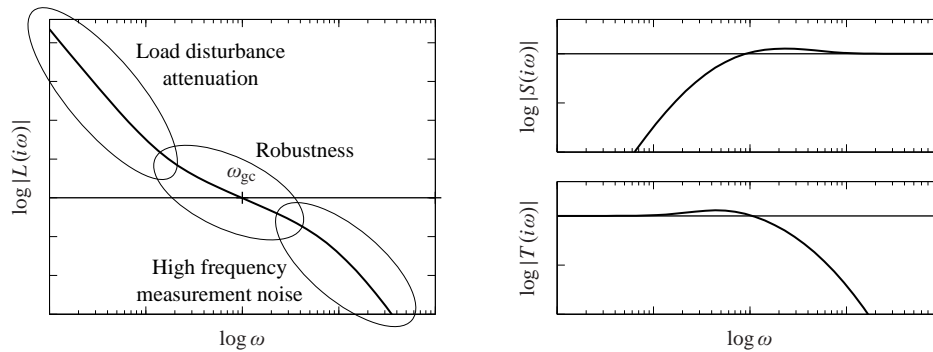 Load disturbance
attenuation
Robustness
ω_gc
High frequency
measurement noise
log |L(iω)|
log ω
log |S(iω)|
log |T(iω)|
log ω